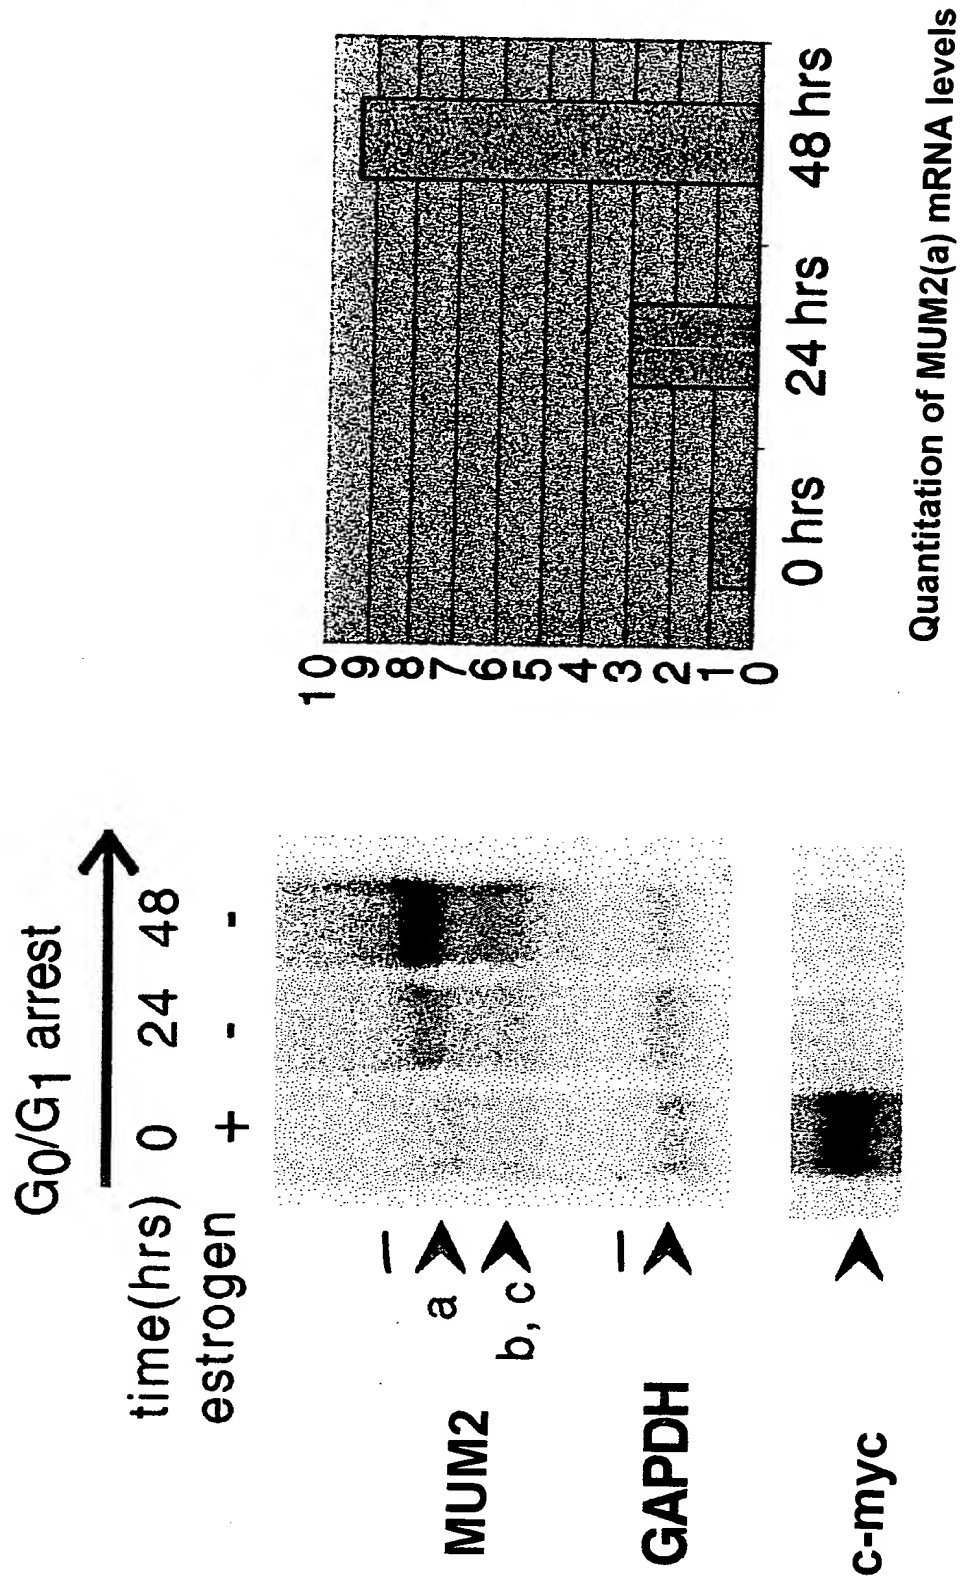 G0/G1 arrest
time(hrs) 0 24 48
estrogen + - -
MUM2
a
b, c
GAPDH
c-myc
10
9
8
7
6
5
4
3
2
1
0
0 hrs 24 hrs 48 hrs
Quantitation of MUM2(a) mRNA levels